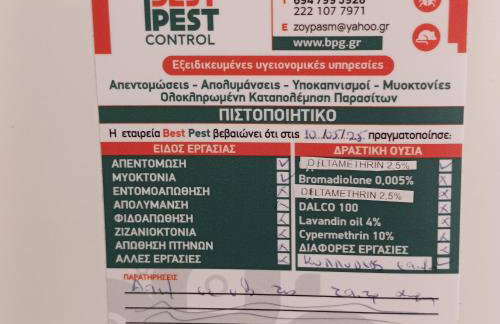 BEST
PEST
CONTROL
222 107 7971
E zoypasm@yahoo.gr
www.bpg.gr
Εξειδικευμένες υγειονομικές υπηρεσίες
Απεντομώσεις - Απολυμάνσεις - Υποκαπνισμοί - Μυοκτονίες
Ολοκληρωμένη Καταπολέμηση Παρασίτων
ΠΙΣΤΟΠΟΙΗΤΙΚΟ
Η εταιρεία Best Pest βεβαιώνει ότι στις 10/05/25 πραγματοποίησε:
ΕΙΔΟΣ ΕΡΓΑΣΙΑΣ
ΔΡΑΣΤΙΚΗ ΟΥΣΙΑ
ΑΠΕΝΤΟΜΩΣΗ
DELTAMETHRIN 2,5%
ΜΥΟΚΤΟΝΙΑ
Bromadiolone 0,005%
ΕΝΤΟΜΟΑΠΩΘΗΣΗ
DELTAMETHRIN 2,5%
ΑΠΟΛΥΜΑΝΣΗ
DALCO 100
ΦΙΔΟΑΠΩΘΗΣΗ
Lavandin oil 4%
ΖΙΖΑΝΙΟΚΤΟΝΙΑ
Cypermethrin 10%
ΑΠΩΘΗΣΗ ΠΤΗΝΩΝ
ΔΙΑΦΟΡΕΣ ΕΡΓΑΣΙΕΣ
ΑΛΛΕΣ ΕΡΓΑΣΙΕΣ
ΠΑΡΑΤΗΡΗΣΕΙΣ